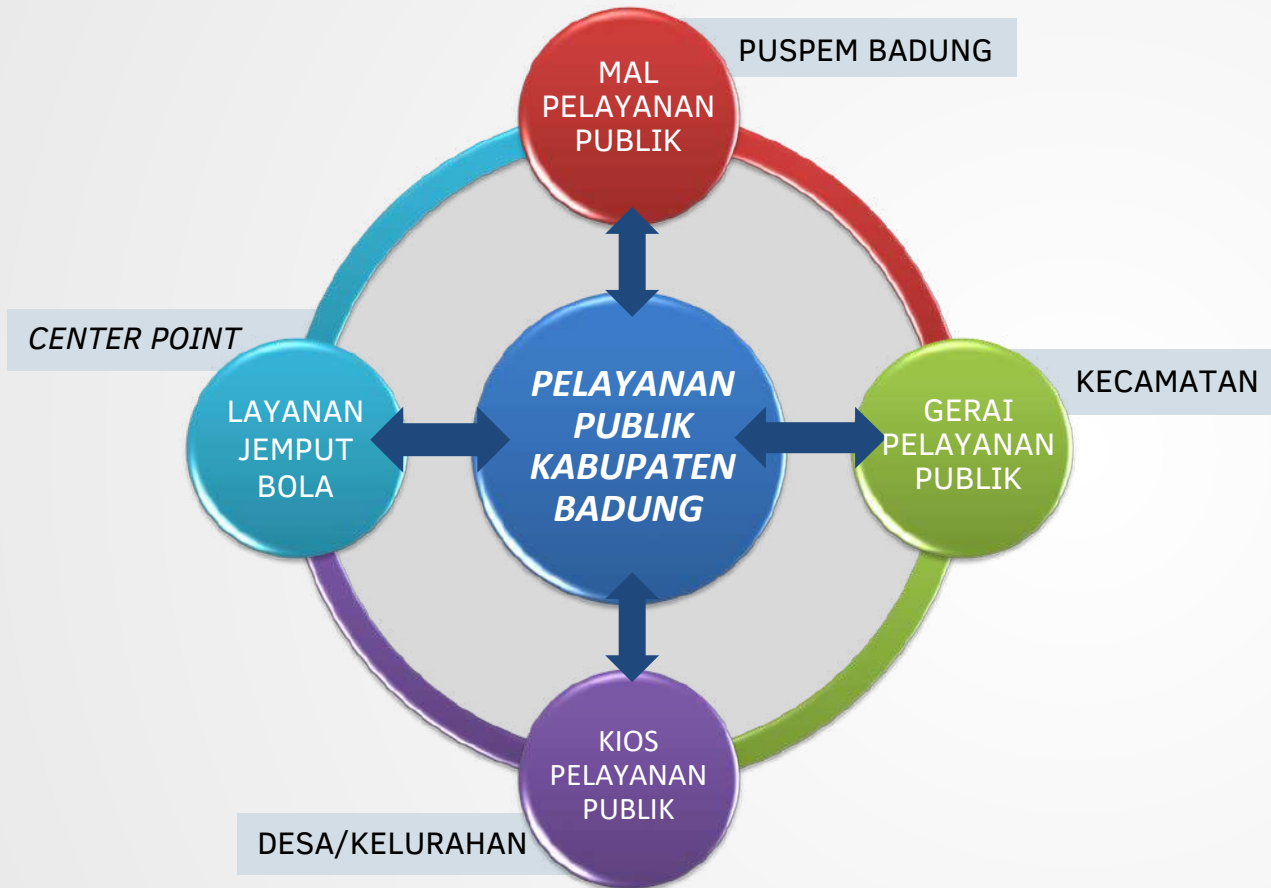 PUSPEM BADUNG
MAL
PELAYANAN
PUBLIK
CENTER POINT
LAYANAN
JEMPUT
BOLA
PELAYANAN
PUBLIK
KABUPATEN
BADUNG
KECAMATAN
GERAI
PELAYANAN
PUBLIK
KIOS
PELAYANAN
PUBLIK
DESA/KELURAHAN